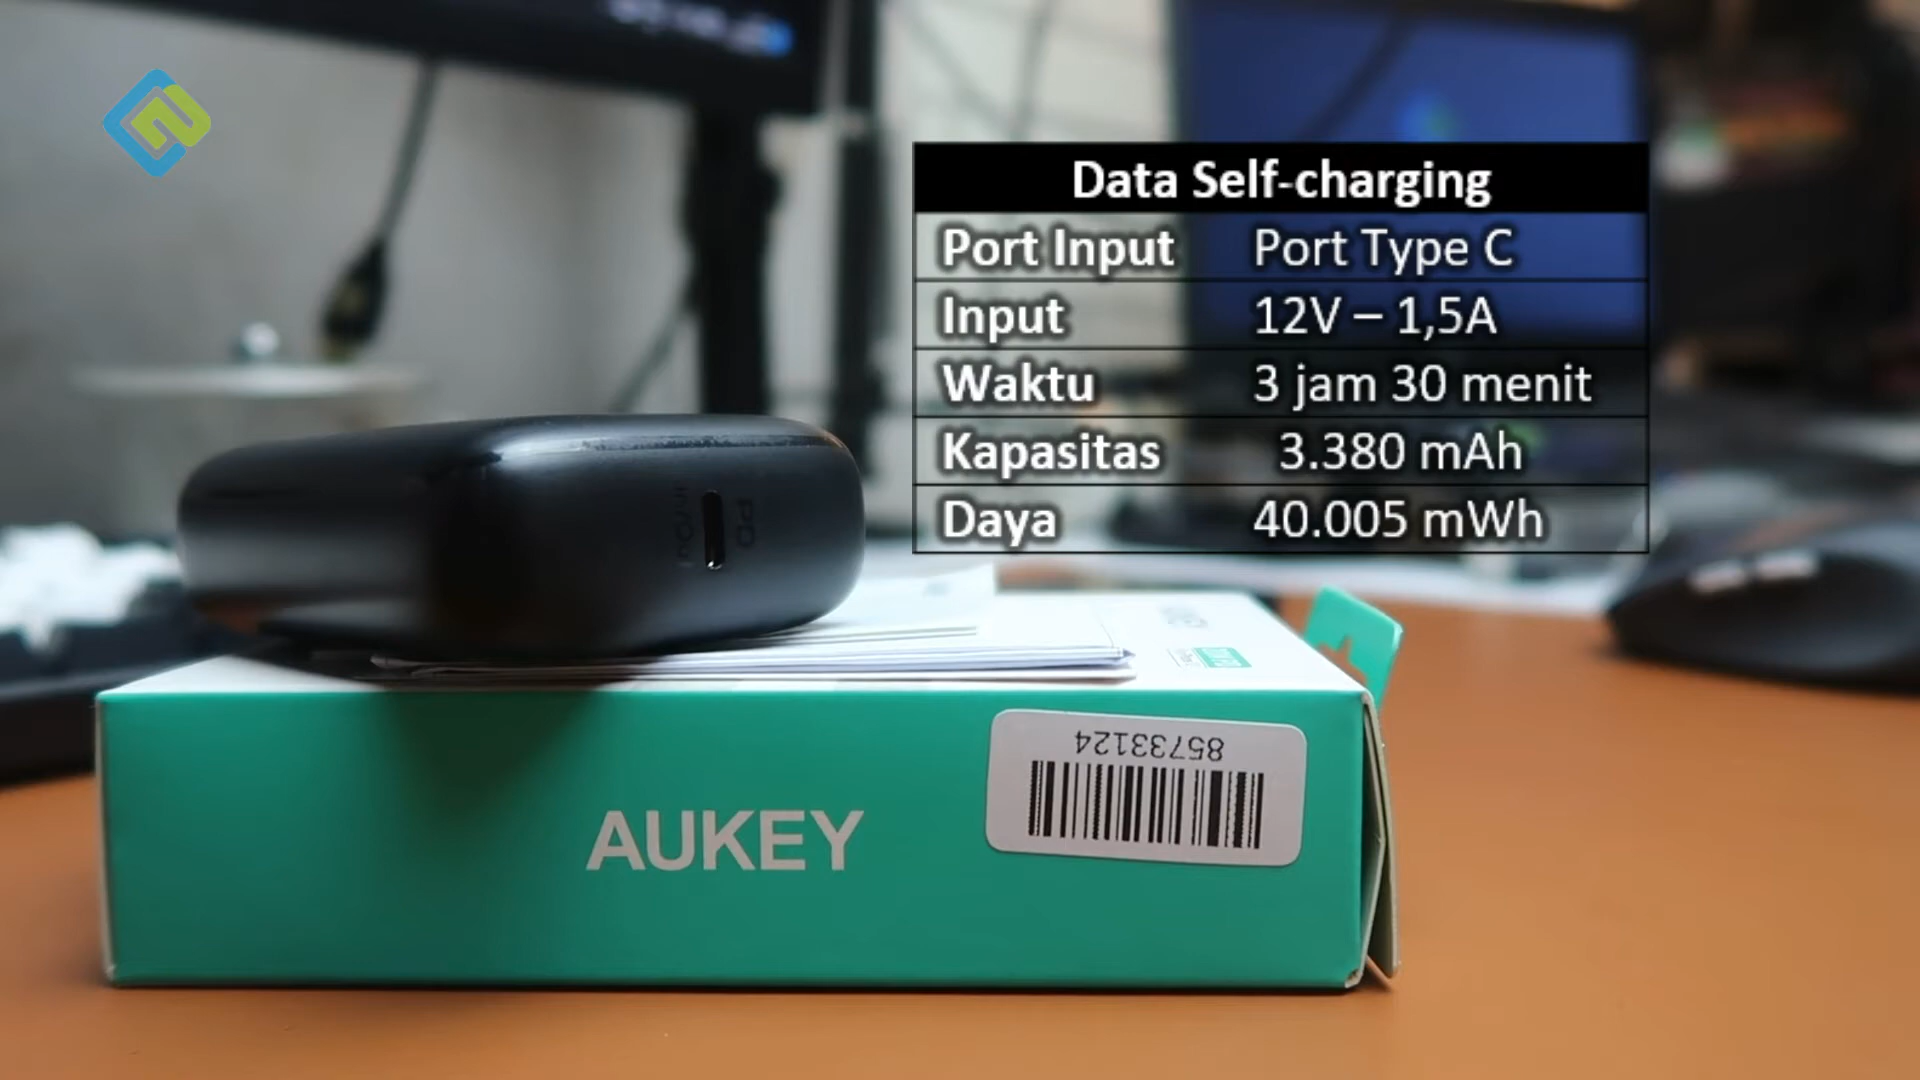 Data Self-charging
Port Input Port Type C
Input 12V – 1,5A
Waktu 3 jam 30 menit
Kapasitas 3.380 mAh
Daya 40.005 mWh
PD
85733124
AUKEY